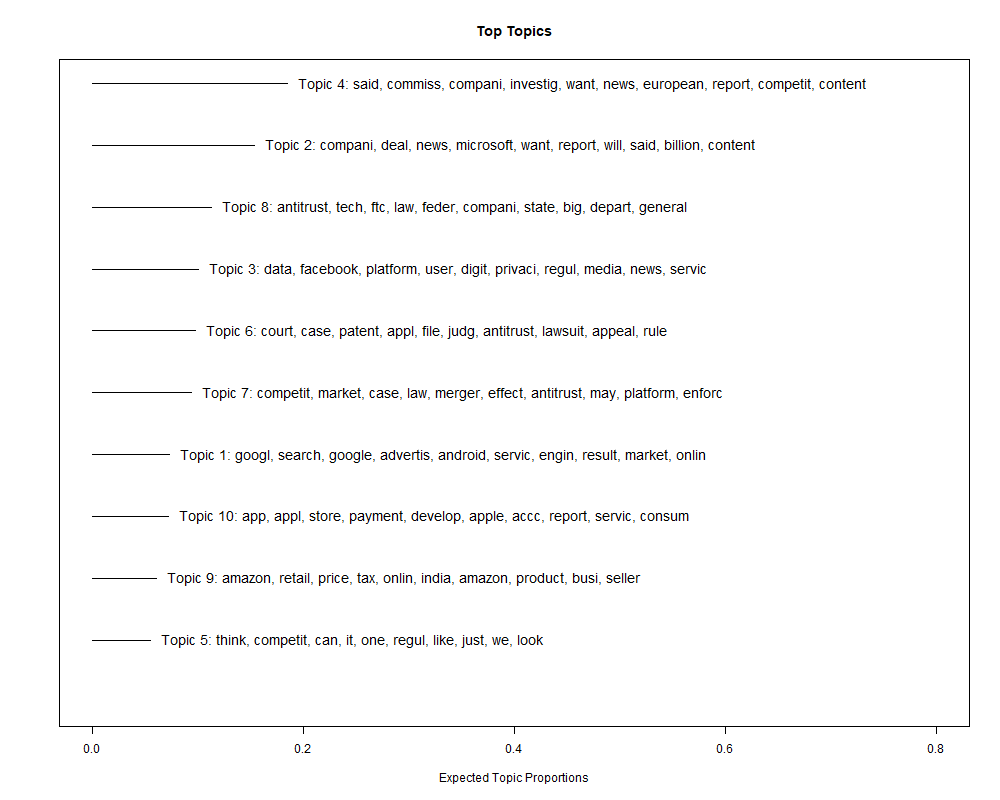 Top Topics
Topic 4: said, commiss, compani, investig, want, news, european, report, competit, content
Topic 2: compani, deal, news, microsoft, want, report, will, said, billion, content
Topic 8: antitrust, tech, ftc, law, feder, compani, state, big, depart, general
Topic 3: data, facebook, platform, user, digit, privaci, regul, media, news, servic
Topic 6: court, case, patent, appl, file, judg, antitrust, lawsuit, appeal, rule
Topic 7: competit, market, case, law, merger, effect, antitrust, may, platform, enforc
Topic 1: googl, search, google, advertis, android, servic, engin, result, market, onlin
Topic 10: app, appl, store, payment, develop, apple, accc, report, servic, consum
Topic 9: amazon, retail, price, tax, onlin, india, amazon, product, busi, seller
Topic 5: think, competit, can, it, one, regul, like, just, we, look
0.0 0.2 0.4 0.6 0.8
Expected Topic Proportions